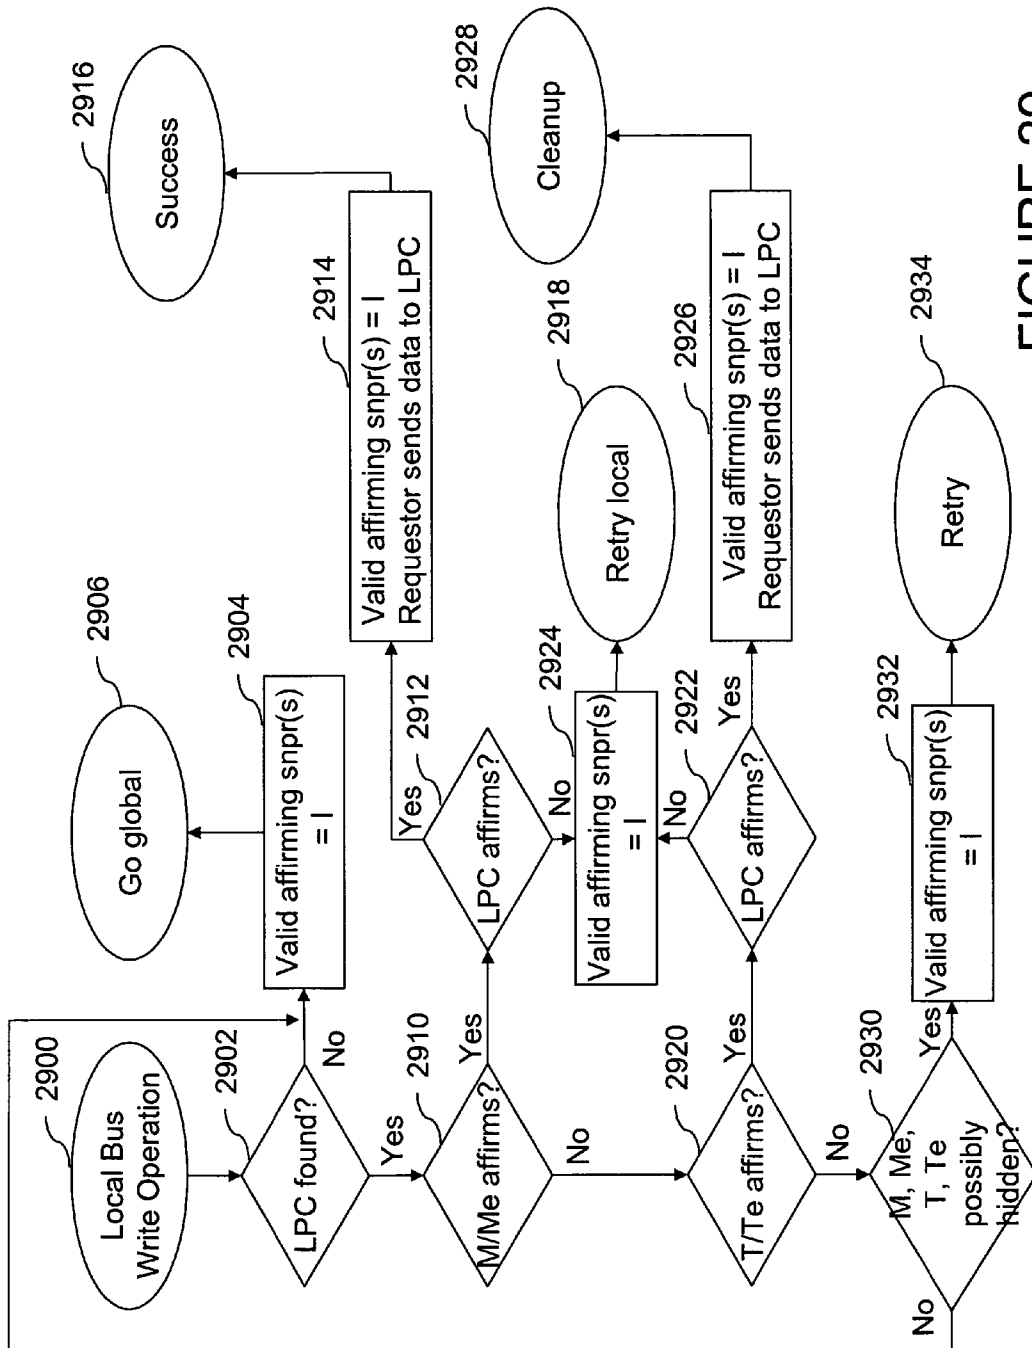 2900
Local Bus
Write Operation
2902
LPC found?
No
Yes
2904
Valid affirming snpr(s)
= I
2906
Go global
2910
M/Me affirms?
Yes
No
2912
LPC affirms?
Yes
No
2914
Valid affirming snpr(s) = I
Requestor sends data to LPC
2916
Success
2924
Valid affirming snpr(s)
= I
2918
Retry local
2920
T/Te affirms?
Yes
No
2922
LPC affirms?
No
Yes
2926
Valid affirming snpr(s) = I
Requestor sends data to LPC
2928
Cleanup
2930
M, Me,
T, Te
possibly
hidden?
Yes
No
2932
Valid affirming snpr(s)
= I
2934
Retry